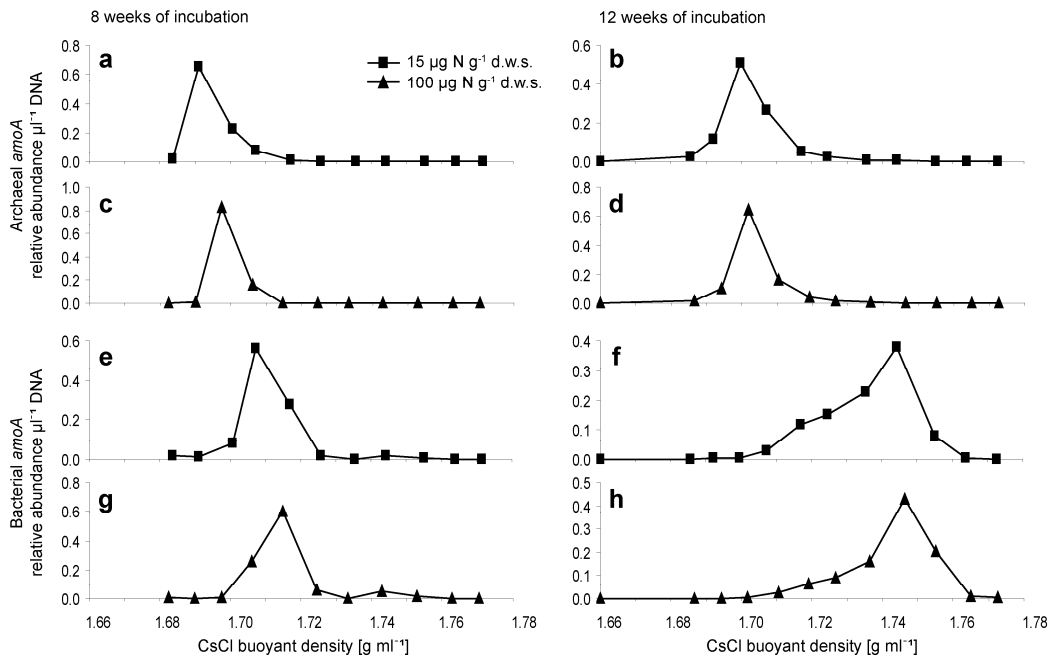 8 weeks of incubation
12 weeks of incubation
a
0.8
0.6
0.4
0.2
0.0
15 µg N g⁻¹ d.w.s.
100 µg N g⁻¹ d.w.s.
b
0.8
0.6
0.4
0.2
0.0
Archaeal amoA
relative abundance µl⁻¹ DNA
c
1.0
0.8
0.6
0.4
0.2
0.0
d
0.8
0.6
0.4
0.2
0.0
Bacterial amoA
relative abundance µl⁻¹ DNA
e
0.6
0.4
0.2
0.0
f
0.4
0.3
0.2
0.1
0.0
g
0.8
0.6
0.4
0.2
0.0
h
0.5
0.4
0.3
0.2
0.1
0.0
1.66 1.68 1.70 1.72 1.74 1.76 1.78
1.66 1.68 1.70 1.72 1.74 1.76 1.78
CsCl buoyant density [g ml⁻¹]
CsCl buoyant density [g ml⁻¹]